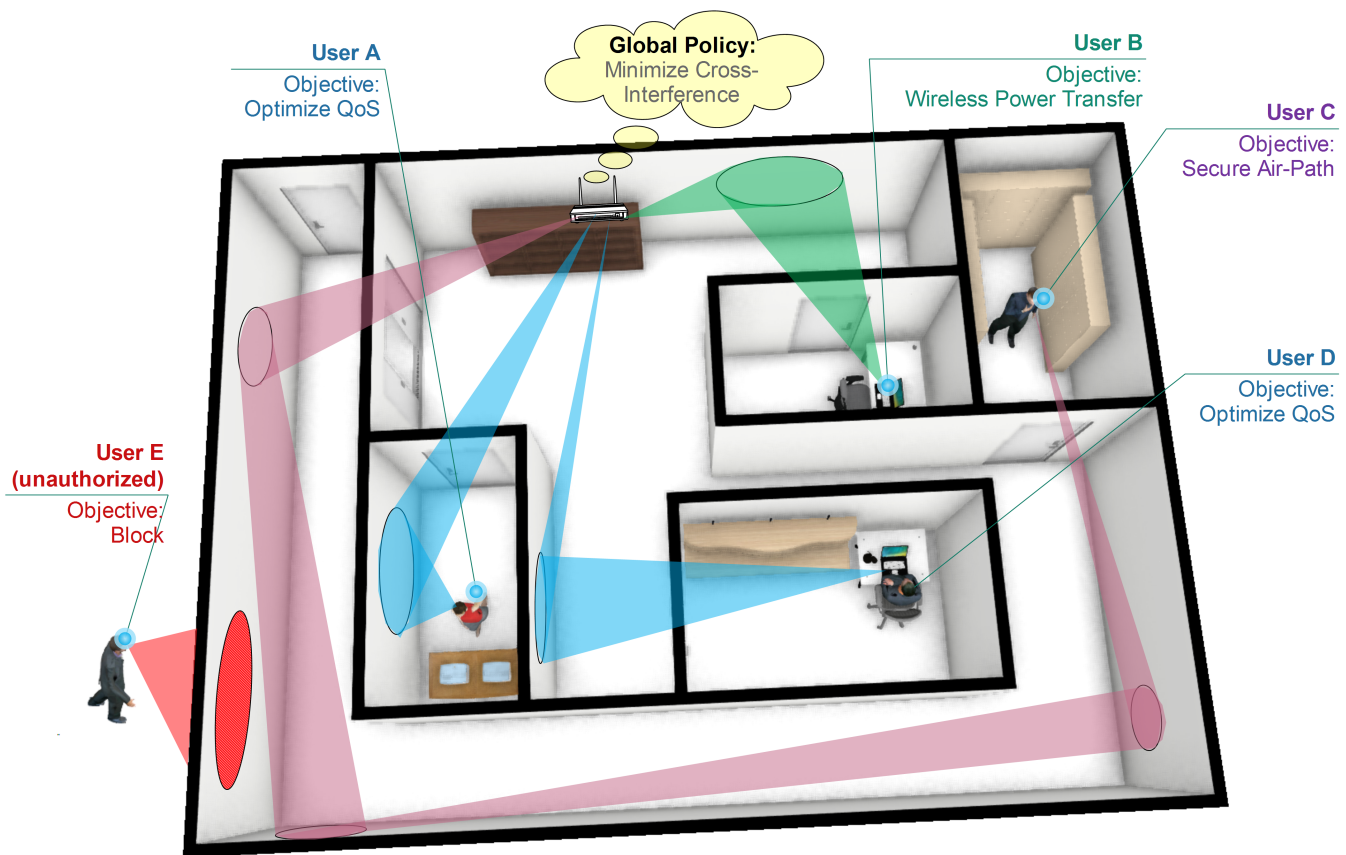 User A
Objective:
Optimize QoS
Global Policy:
Minimize Cross-
Interference
User B
Objective:
Wireless Power Transfer
User C
Objective:
Secure Air-Path
User D
Objective:
Optimize QoS
User E
(unauthorized)
Objective:
Block